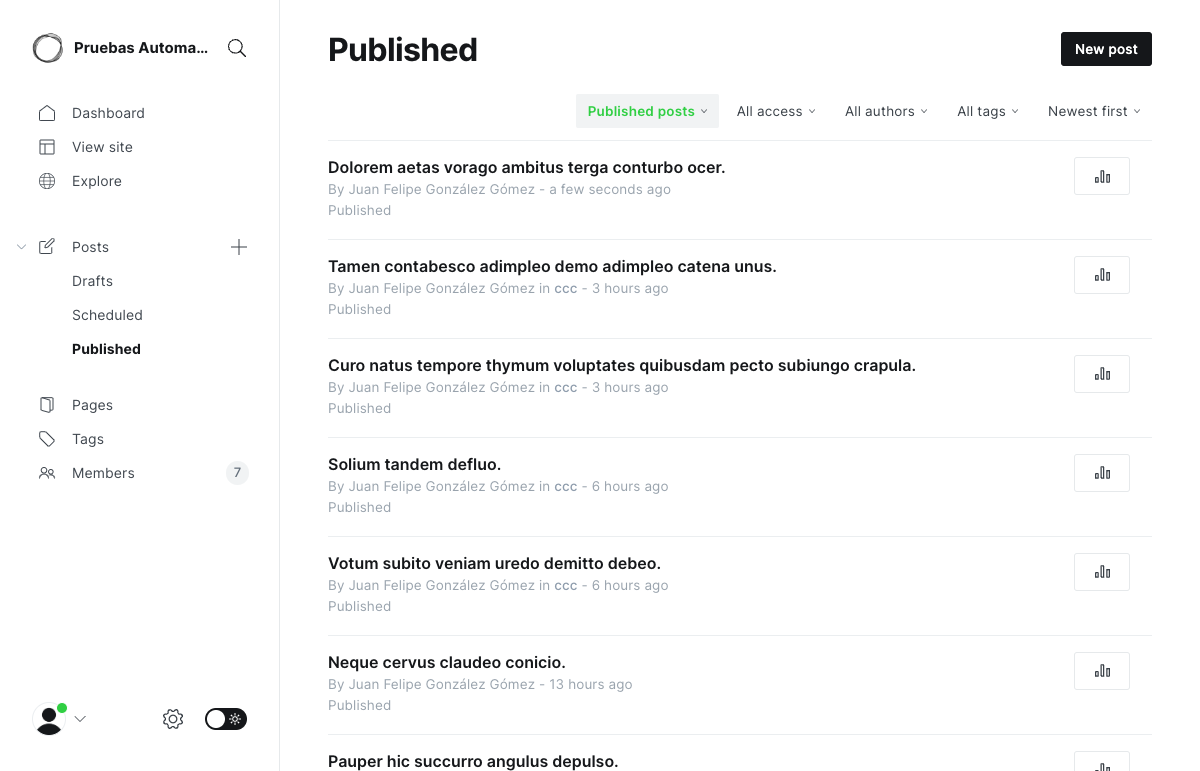 Pruebas Automa...
Dashboard
View site
Explore
Posts
Drafts
Scheduled
Published
Pages
Tags
Members 7
Published
New post
Published posts All access All authors All tags Newest first
Dolorem aetas vorago ambitus terga conturbo ocer.
By Juan Felipe González Gómez - a few seconds ago
Published
Tamen contabesco adimpleo demo adimpleo catena unus.
By Juan Felipe González Gómez in ccc - 3 hours ago
Published
Curo natus tempore thymum voluptates quibusdam pecto subiungo crapula.
By Juan Felipe González Gómez in ccc - 3 hours ago
Published
Solium tandem defluo.
By Juan Felipe González Gómez in ccc - 6 hours ago
Published
Votum subito veniam uredo demitto debeo.
By Juan Felipe González Gómez in ccc - 6 hours ago
Published
Neque cervus claudeo conicio.
By Juan Felipe González Gómez - 13 hours ago
Published
Pauper hic succurro angulus depulso.